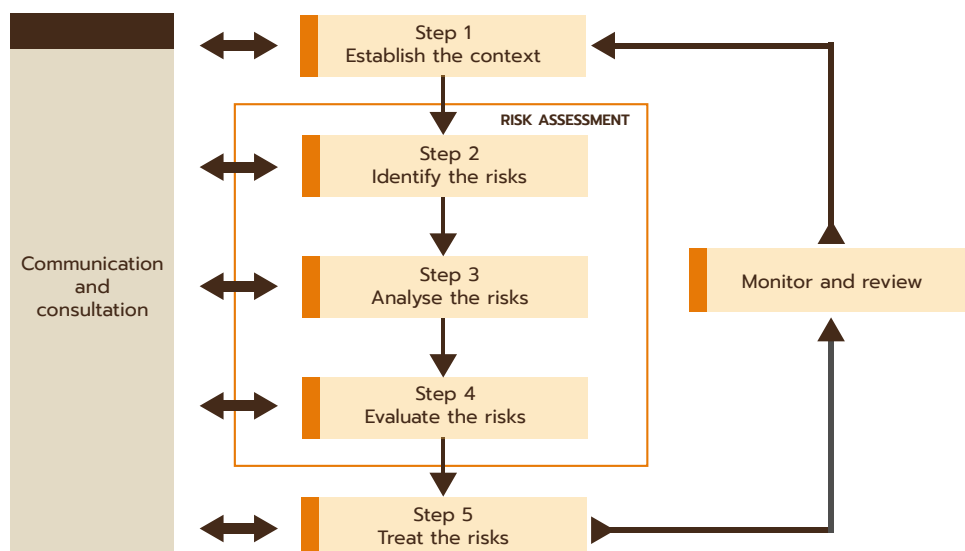 Step 1
Establish the context
RISK ASSESSMENT
Step 2
Identify the risks
Communication
and
consultation
Step 3
Analyse the risks
Monitor and review
Step 4
Evaluate the risks
Step 5
Treat the risks